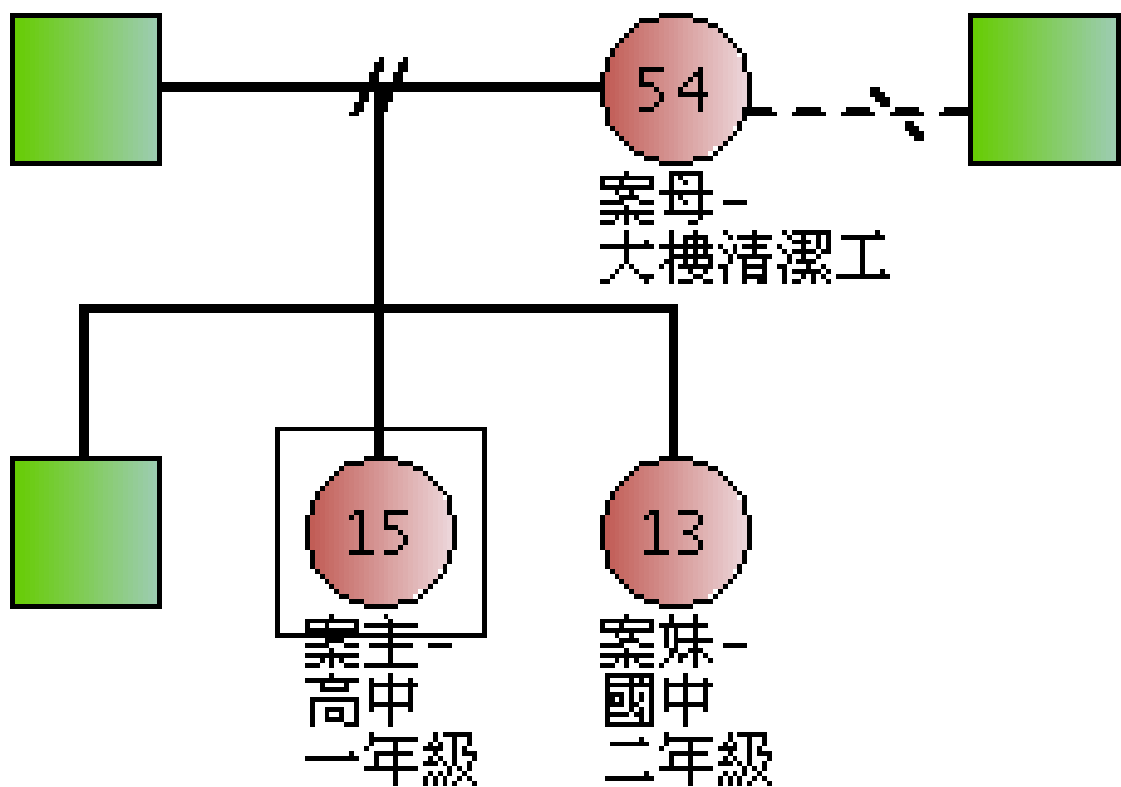 54
案母-
大樓清潔工
15
案主-
高中
一年級
13
案妹-
國中
二年級